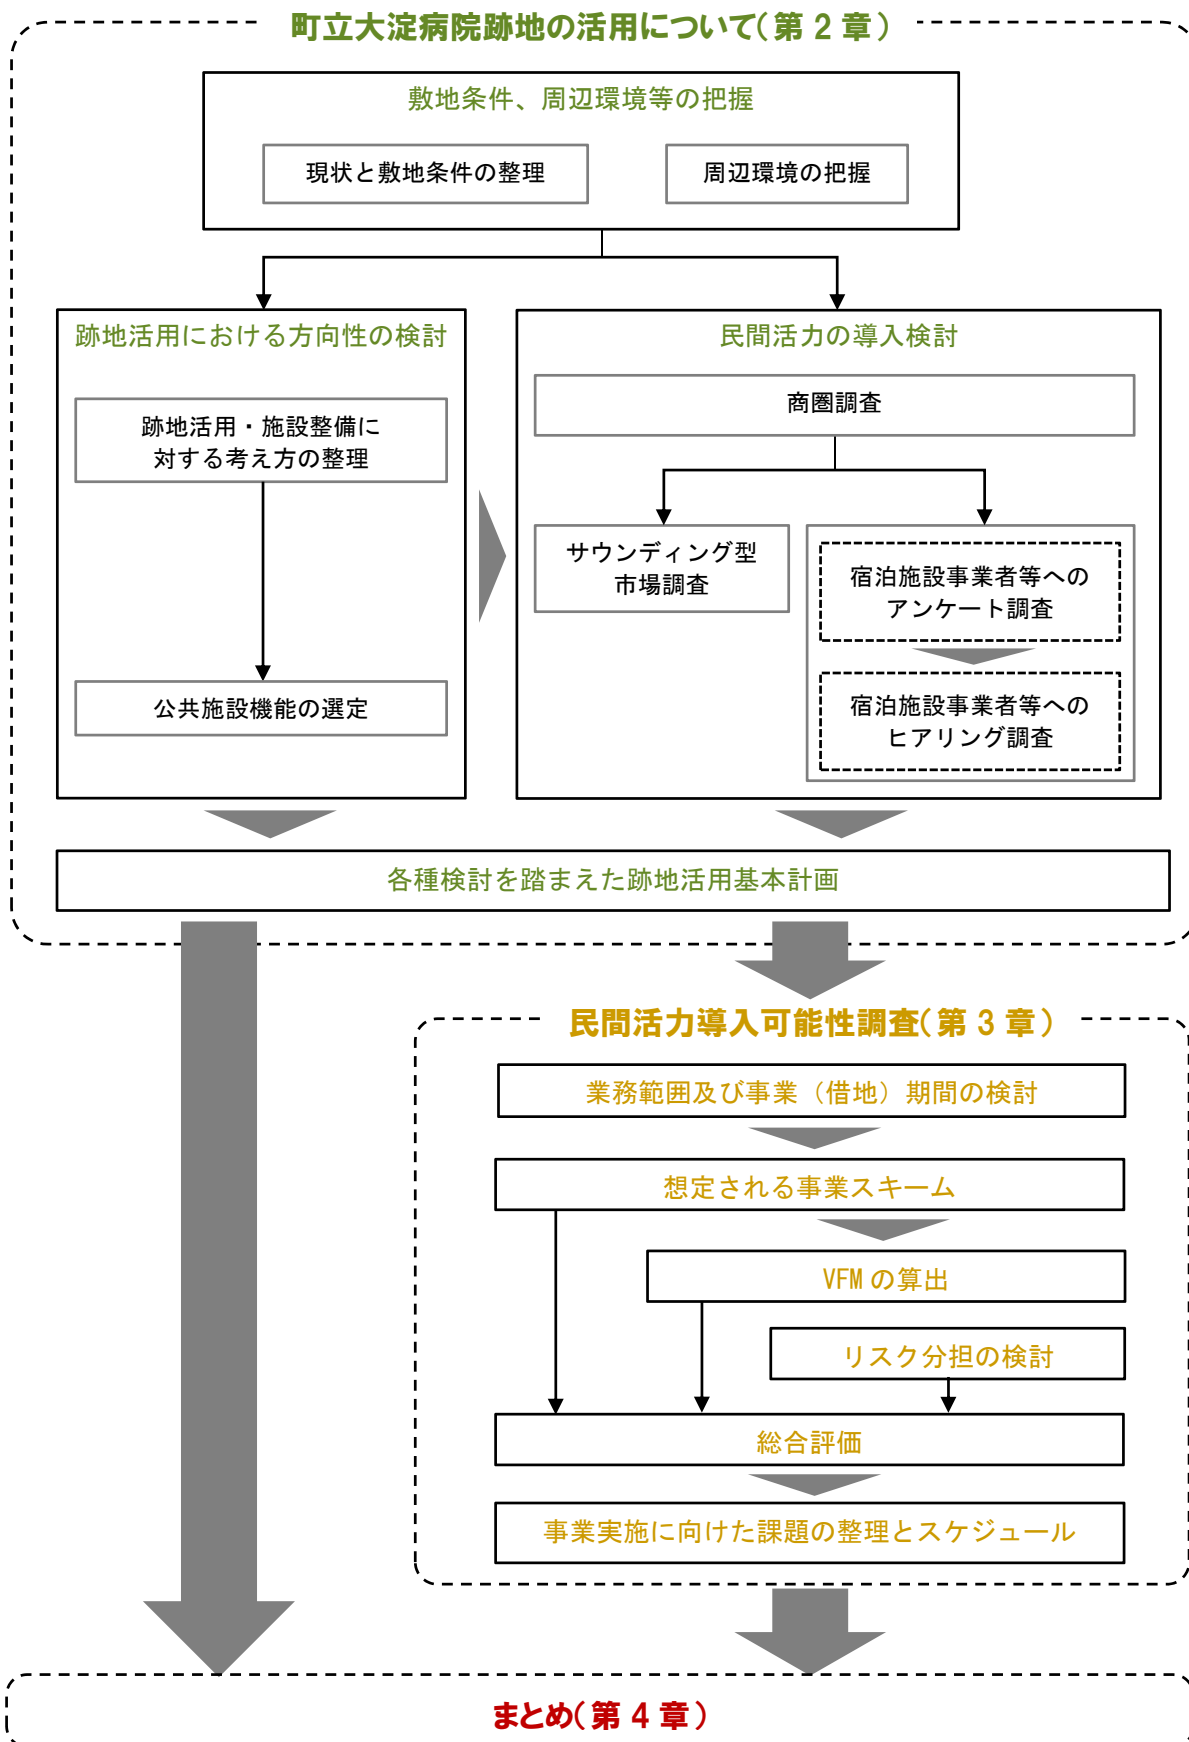 町立大淀病院跡地の活用について(第2章)
敷地条件、周辺環境等の把握
現状と敷地条件の整理
周辺環境の把握
跡地活用における方向性の検討
跡地活用・施設整備に
対する考え方の整理
公共施設機能の選定
民間活力の導入検討
商圏調査
サウンディング型
市場調査
宿泊施設事業者等への
アンケート調査
宿泊施設事業者等への
ヒアリング調査
各種検討を踏まえた跡地活用基本計画
民間活力導入可能性調査(第3章)
業務範囲及び事業（借地）期間の検討
想定される事業スキーム
VFMの算出
リスク分担の検討
総合評価
事業実施に向けた課題の整理とスケジュール
まとめ(第4章)